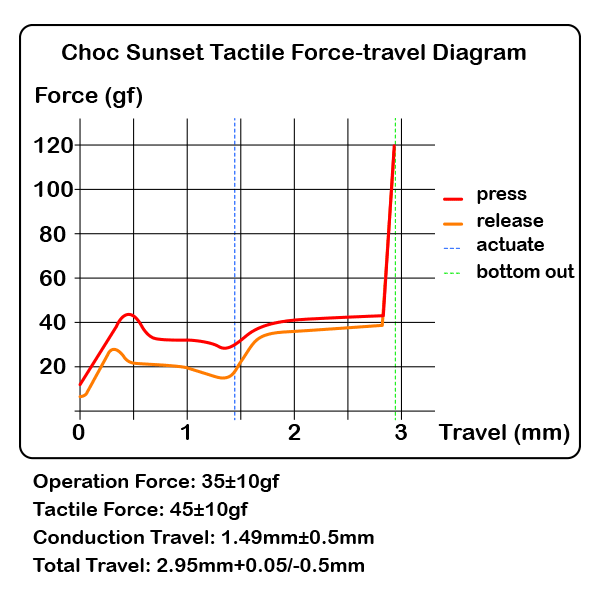 Choc Sunset Tactile Force-travel Diagram
Force (gf)
120
100
80
60
40
20
press
release
actuate
bottom out
0 1 2 3 Travel (mm)
Operation Force: 35±10gf
Tactile Force: 45±10gf
Conduction Travel: 1.49mm±0.5mm
Total Travel: 2.95mm+0.05/-0.5mm